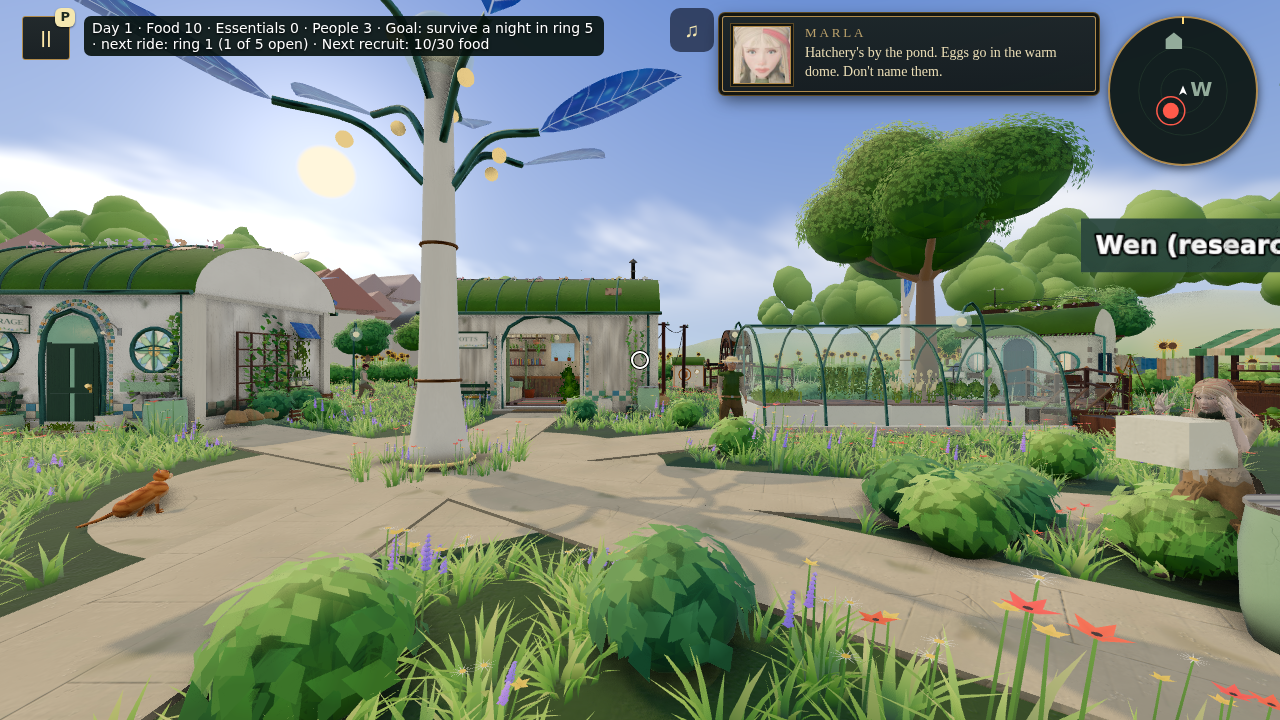 P
Day 1 · Food 10 · Essentials 0 · People 3 · Goal: survive a night in ring 5
· next ride: ring 1 (1 of 5 open) · Next recruit: 10/30 food
MARLA
Hatchery's by the pond. Eggs go in the warm
dome. Don't name them.
W
Wen (researc